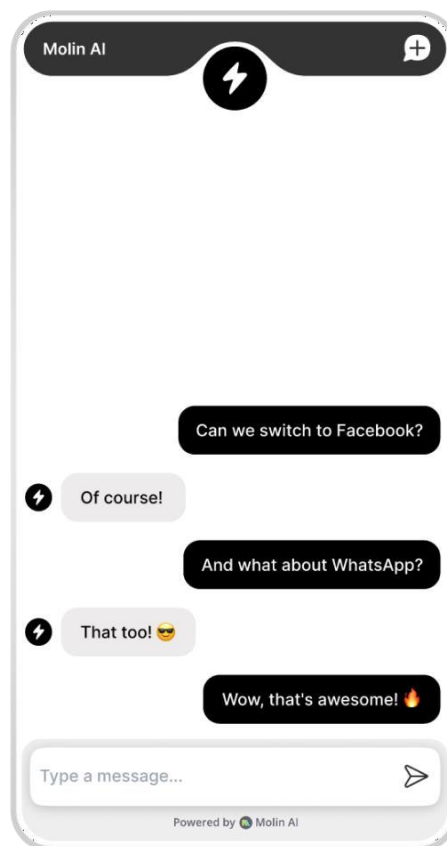 Molin AI
Can we switch to Facebook?
Of course!
And what about WhatsApp?
That too! 😎
Wow, that's awesome! 🔥
Type a message...
Powered by Molin AI